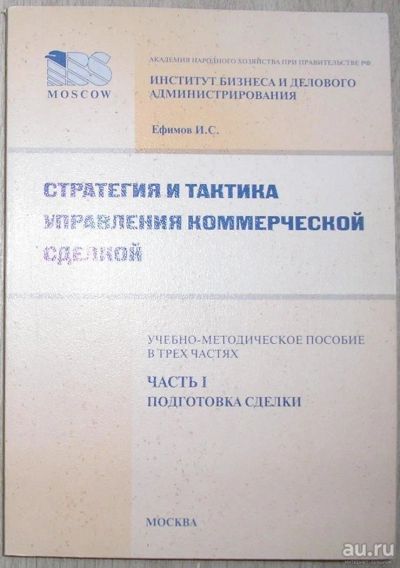 IBS
MOSCOW
АКАДЕМИЯ НАРОДНОГО ХОЗЯЙСТВА ПРИ ПРАВИТЕЛЬСТВЕ РФ
ИНСТИТУТ БИЗНЕСА И ДЕЛОВОГО
АДМИНИСТРИРОВАНИЯ
Ефимов И.С.
СТРАТЕГИЯ И ТАКТИКА
УПРАВЛЕНИЯ КОММЕРЧЕСКОЙ
СДЕЛКОЙ
УЧЕБНО-МЕТОДИЧЕСКОЕ ПОСОБИЕ
В ТРЕХ ЧАСТЯХ
ЧАСТЬ I
ПОДГОТОВКА СДЕЛКИ
МОСКВА
au.ru